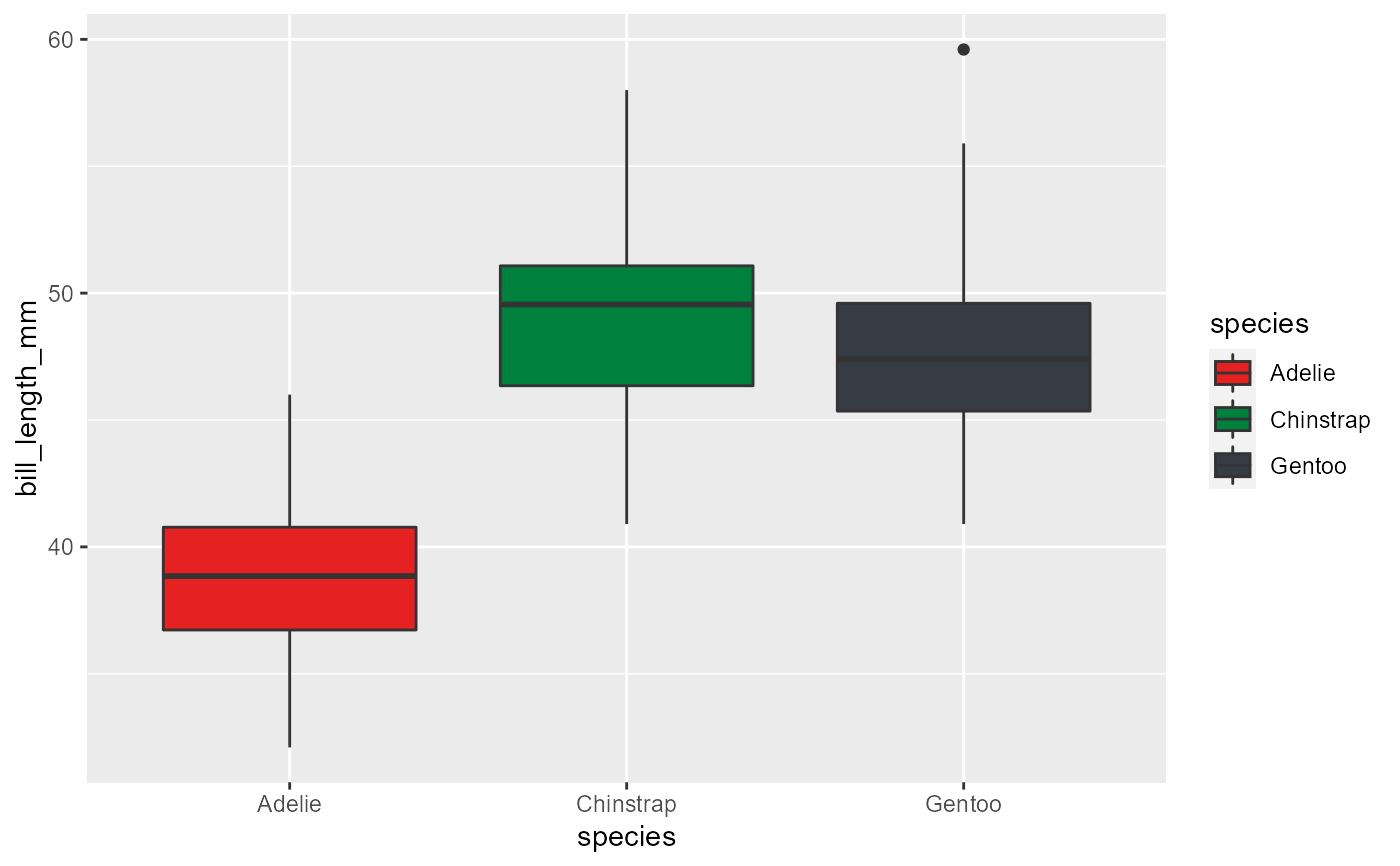 60
50
40
bill_length_mm
Adelie
Chinstrap
Gentoo
species
species
Adelie
Chinstrap
Gentoo